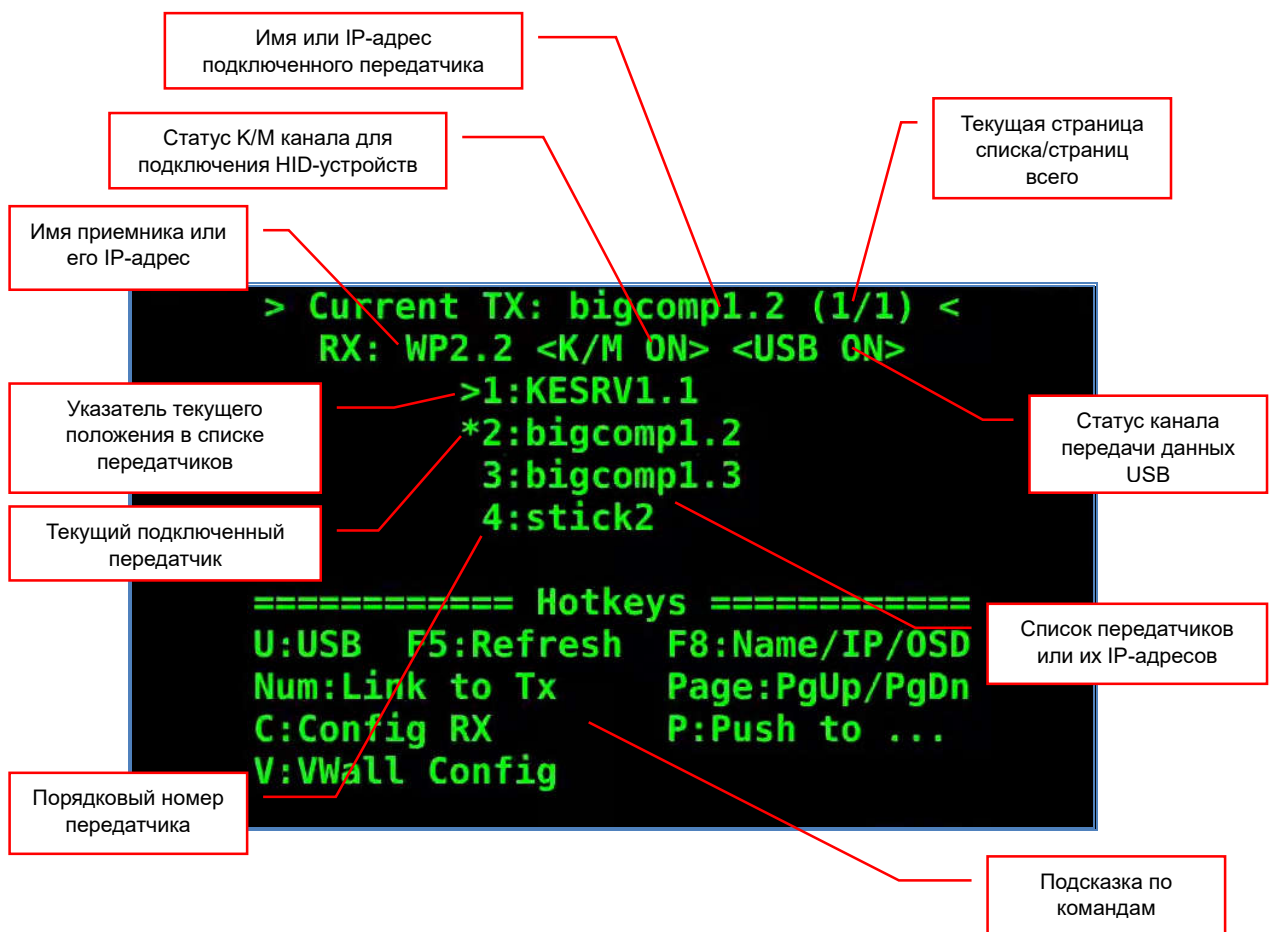 Имя или IP-адрес
подключенного передатчика
Статус K/M канала для
подключения HID-устройств
Текущая страница
списка/страниц
всего
Имя приемника или
его IP-адрес
> Current TX: bigcomp1.2 (1/1) <
RX: WP2.2 <K/M ON> <USB ON>
>1:KESRV1.1
*2:bigcomp1.2
3:bigcomp1.3
4:stick2
Указатель текущего
положения в списке
передатчиков
Статус канала
передачи данных
USB
Текущий подключенный
передатчик
============ Hotkeys ============
U:USB F5:Refresh F8:Name/IP/OSD
Num:Link to Tx Page:PgUp/PgDn
C:Config RX P:Push to ...
V:VWall Config
Список передатчиков
или их IP-адресов
Порядковый номер
передатчика
Подсказка по
командам